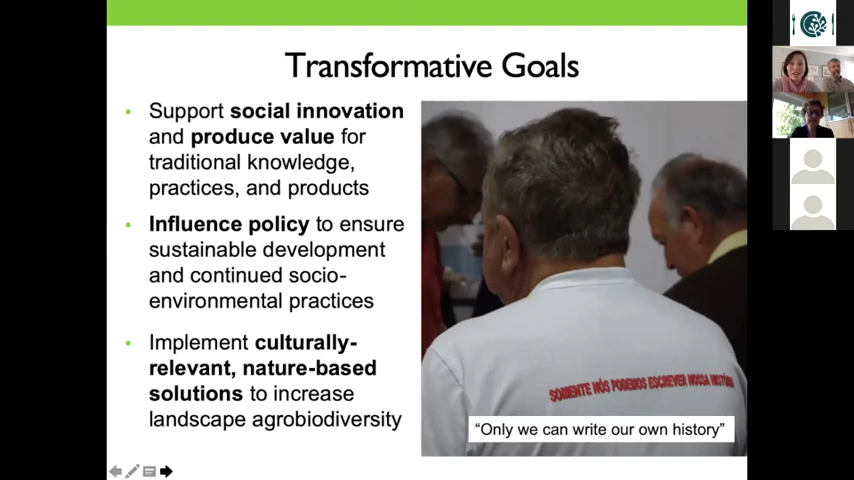 Transformative Goals
• Support social innovation
and produce value for
traditional knowledge,
practices, and products
• Influence policy to ensure
sustainable development
and continued socio-
environmental practices
• Implement culturally-
relevant, nature-based
solutions to increase
landscape agrobiodiversity
SOMENTE NÓS PODEMOS ESCREVER NOSSA HISTÓRIA
“Only we can write our own history”